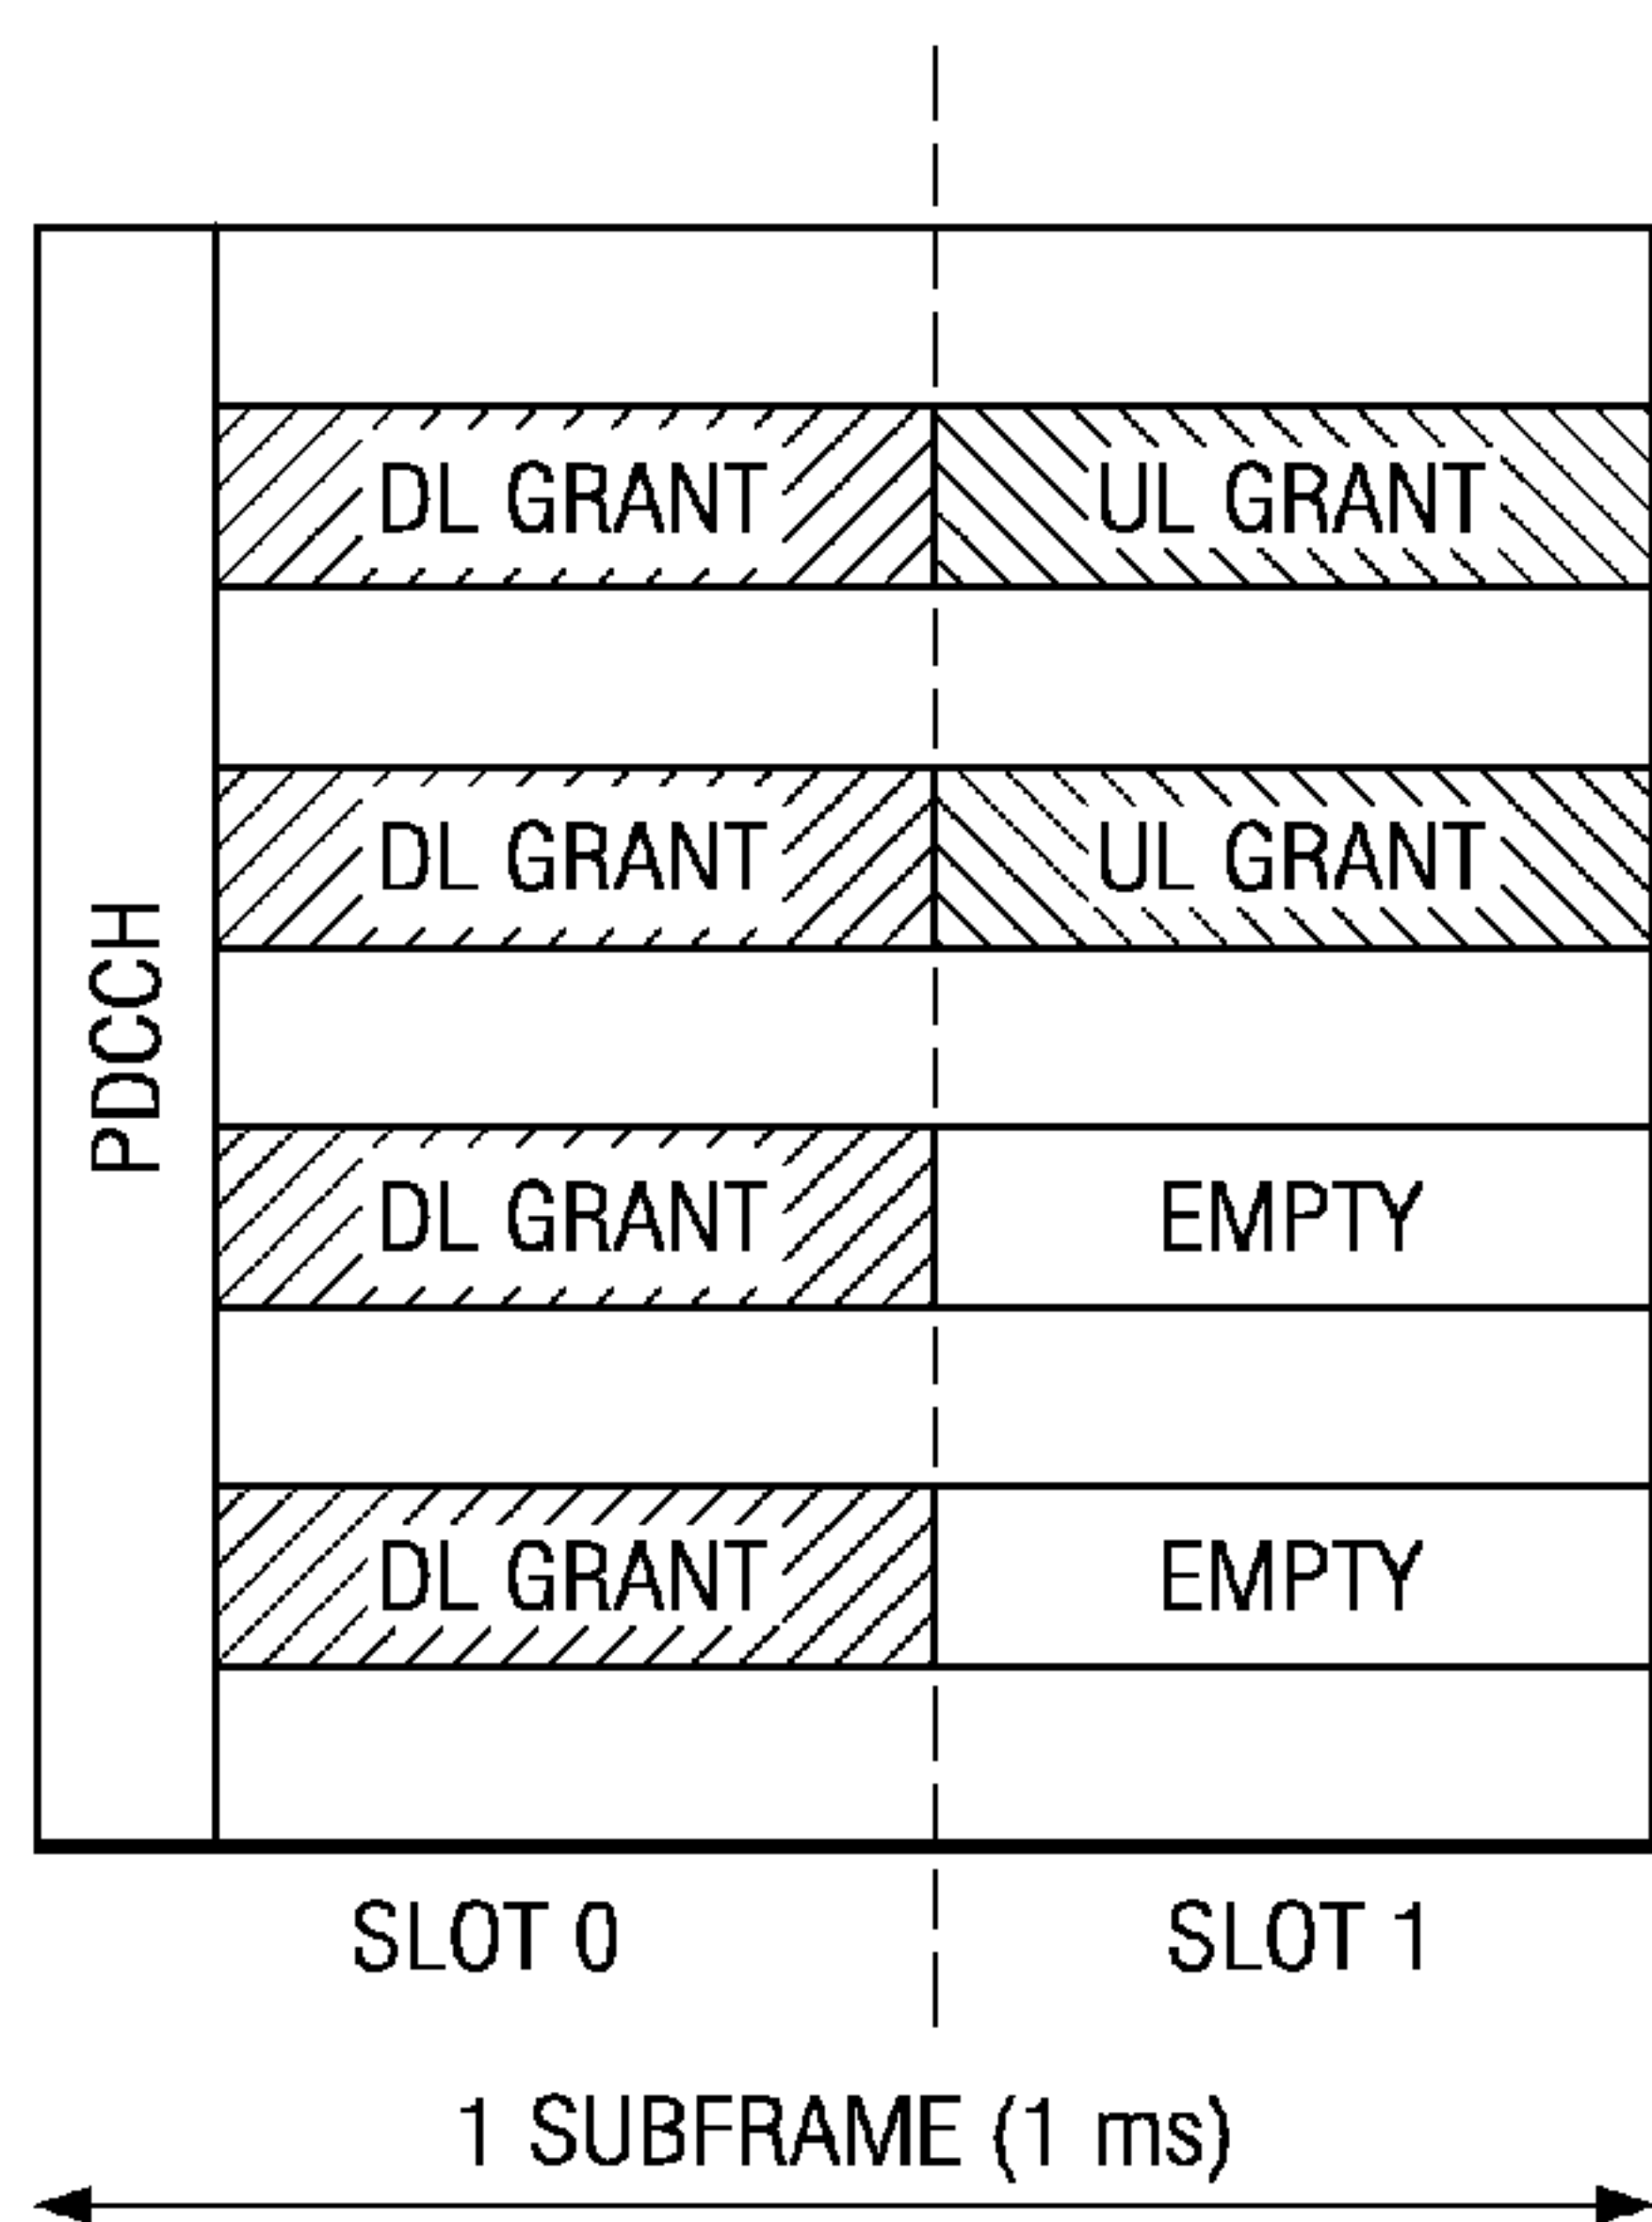 DL GRANT UL GRANT
DL GRANT UL GRANT
PDCCH
DL GRANT EMPTY
DL GRANT EMPTY
SLOT 0 SLOT 1
1 SUBFRAME (1 ms)